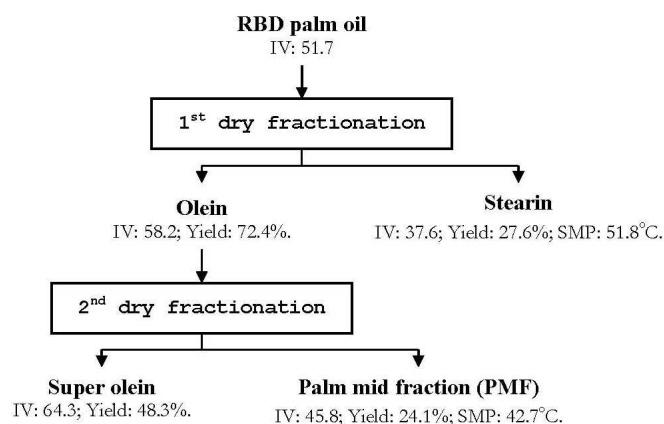 RBD palm oil
IV: 51.7
1st dry fractionation
Olein
IV: 58.2; Yield: 72.4%.
Stearin
IV: 37.6; Yield: 27.6%; SMP: 51.8°C.
2nd dry fractionation
Super olein
IV: 64.3; Yield: 48.3%.
Palm mid fraction (PMF)
IV: 45.8; Yield: 24.1%; SMP: 42.7°C.